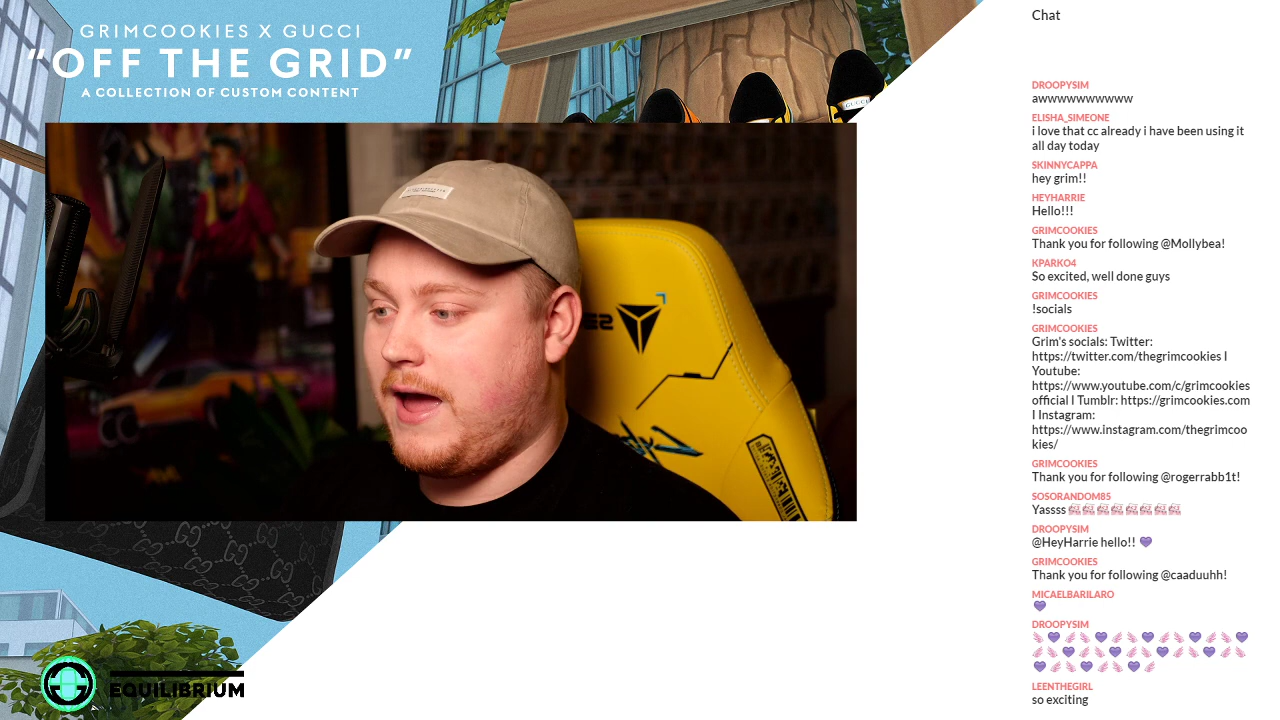 GRIMCOOKIES X GUCCI
“OFF THE GRID”
A COLLECTION OF CUSTOM CONTENT
GUCCI
EQUILIBRIUM
Chat
DROOPYSIM
awwwwwwwwww
ELISHA_SIMEONE
i love that cc already i have been using it
all day today
SKINNYCAPPA
hey grim!!
HEYHARRIE
Hello!!!
GRIMCOOKIES
Thank you for following @Mollybea!
KPARKO4
So excited, well done guys
GRIMCOOKIES
!socials
GRIMCOOKIES
Grim's socials: Twitter:
https://twitter.com/thegrimcookies I
Youtube:
https://www.youtube.com/c/grimcookies
official I Tumblr: https://grimcookies.com
I Instagram:
https://www.instagram.com/thegrimcoo
kies/
GRIMCOOKIES
Thank you for following @rogerrabb1t!
SOSORANDOM85
Yassss
DROOPYSIM
@HeyHarrie hello!! 💜
GRIMCOOKIES
Thank you for following @caaduuhh!
MICAELBARILARO
💜
DROOPYSIM
LEENTHEGIRL
so exciting